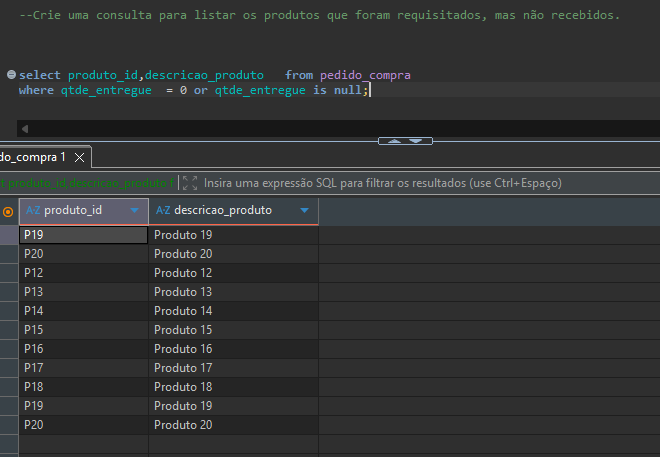 --Crie uma consulta para listar os produtos que foram requisitados, mas não recebidos.
select produto_id,descricao_produto from pedido_compra
where qtde_entregue = 0 or qtde_entregue is null;
do_compra 1
t produto_id,descricao_produto f
Insira uma expressão SQL para filtrar os resultados (use Ctrl+Espaço)
A-Z produto_id A-Z descricao_produto
P19 Produto 19
P20 Produto 20
P12 Produto 12
P13 Produto 13
P14 Produto 14
P15 Produto 15
P16 Produto 16
P17 Produto 17
P18 Produto 18
P19 Produto 19
P20 Produto 20